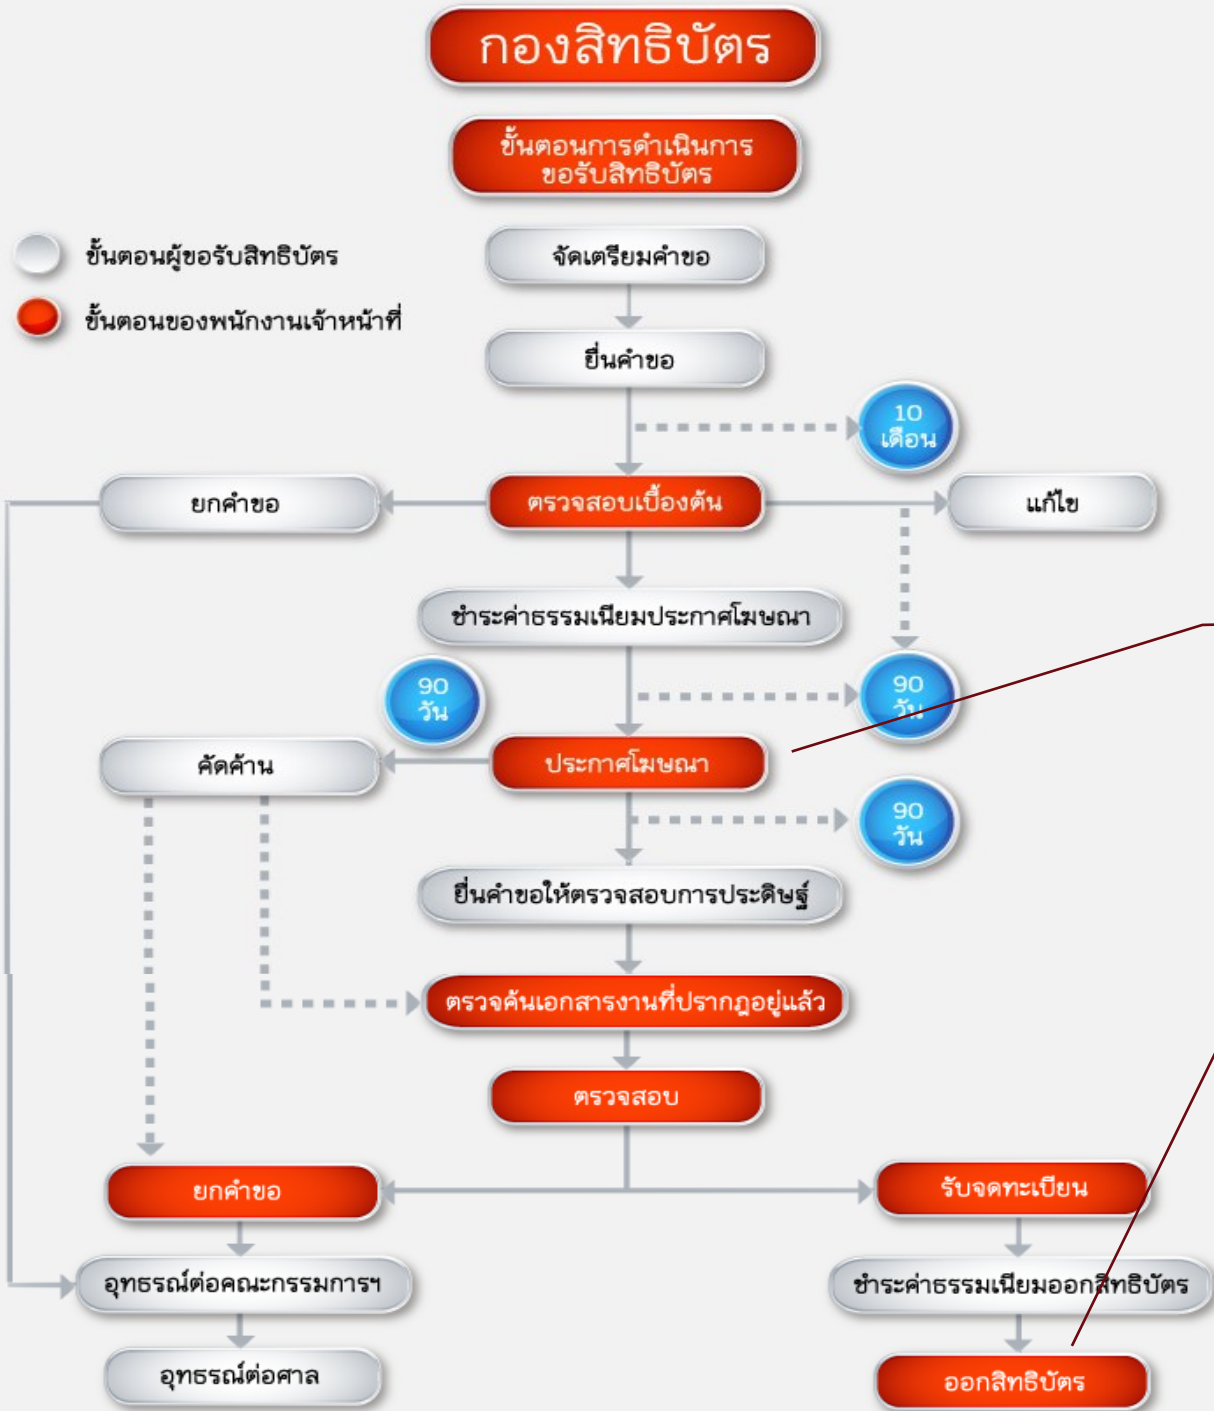 กองสิทธิบัตร
ขั้นตอนการดำเนินการ
ขอรับสิทธิบัตร
ขั้นตอนผู้ขอรับสิทธิบัตร
ขั้นตอนของพนักงานเจ้าหน้าที่
จัดเตรียมคำขอ
ยื่นคำขอ
10
เดือน
ยกคำขอ
ตรวจสอบเบื้องต้น
แก้ไข
ชำระค่าธรรมเนียมประกาศโฆษณา
90
วัน
90
วัน
คัดค้าน
ประกาศโฆษณา
90
วัน
ยื่นคำขอให้ตรวจสอบการประดิษฐ์
ตรวจค้นเอกสารงานที่ปรากฎอยู่แล้ว
ตรวจสอบ
ยกคำขอ
รับจดทะเบียน
อุทธรณ์ต่อคณะกรรมการฯ
ชำระค่าธรรมเนียมออกสิทธิบัตร
อุทธรณ์ต่อศาล
ออกสิทธิบัตร